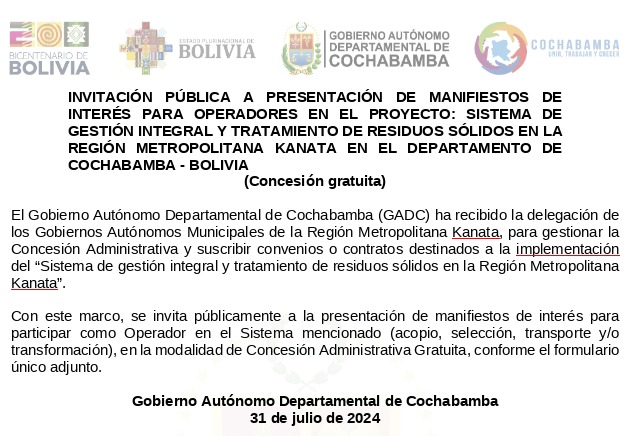 BICENTENARIO DE
BOLIVIA
ESTADO PLURINACIONAL DE
BOLIVIA
GOBIERNO AUTÓNOMO
DEPARTAMENTAL DE
COCHABAMBA
COCHABAMBA
UNIR, TRABAJAR Y CRECER
INVITACIÓN PÚBLICA A PRESENTACIÓN DE MANIFIESTOS DE
INTERÉS PARA OPERADORES EN EL PROYECTO: SISTEMA DE
GESTIÓN INTEGRAL Y TRATAMIENTO DE RESIDUOS SÓLIDOS EN LA
REGIÓN METROPOLITANA KANATA EN EL DEPARTAMENTO DE
COCHABAMBA - BOLIVIA
(Concesión gratuita)
El Gobierno Autónomo Departamental de Cochabamba (GADC) ha recibido la delegación de
los Gobiernos Autónomos Municipales de la Región Metropolitana Kanata, para gestionar la
Concesión Administrativa y suscribir convenios o contratos destinados a la implementación
del “Sistema de gestión integral y tratamiento de residuos sólidos en la Región Metropolitana
Kanata”.
Con este marco, se invita públicamente a la presentación de manifiestos de interés para
participar como Operador en el Sistema mencionado (acopio, selección, transporte y/o
transformación), en la modalidad de Concesión Administrativa Gratuita, conforme el formulario
único adjunto.
Gobierno Autónomo Departamental de Cochabamba
31 de julio de 2024